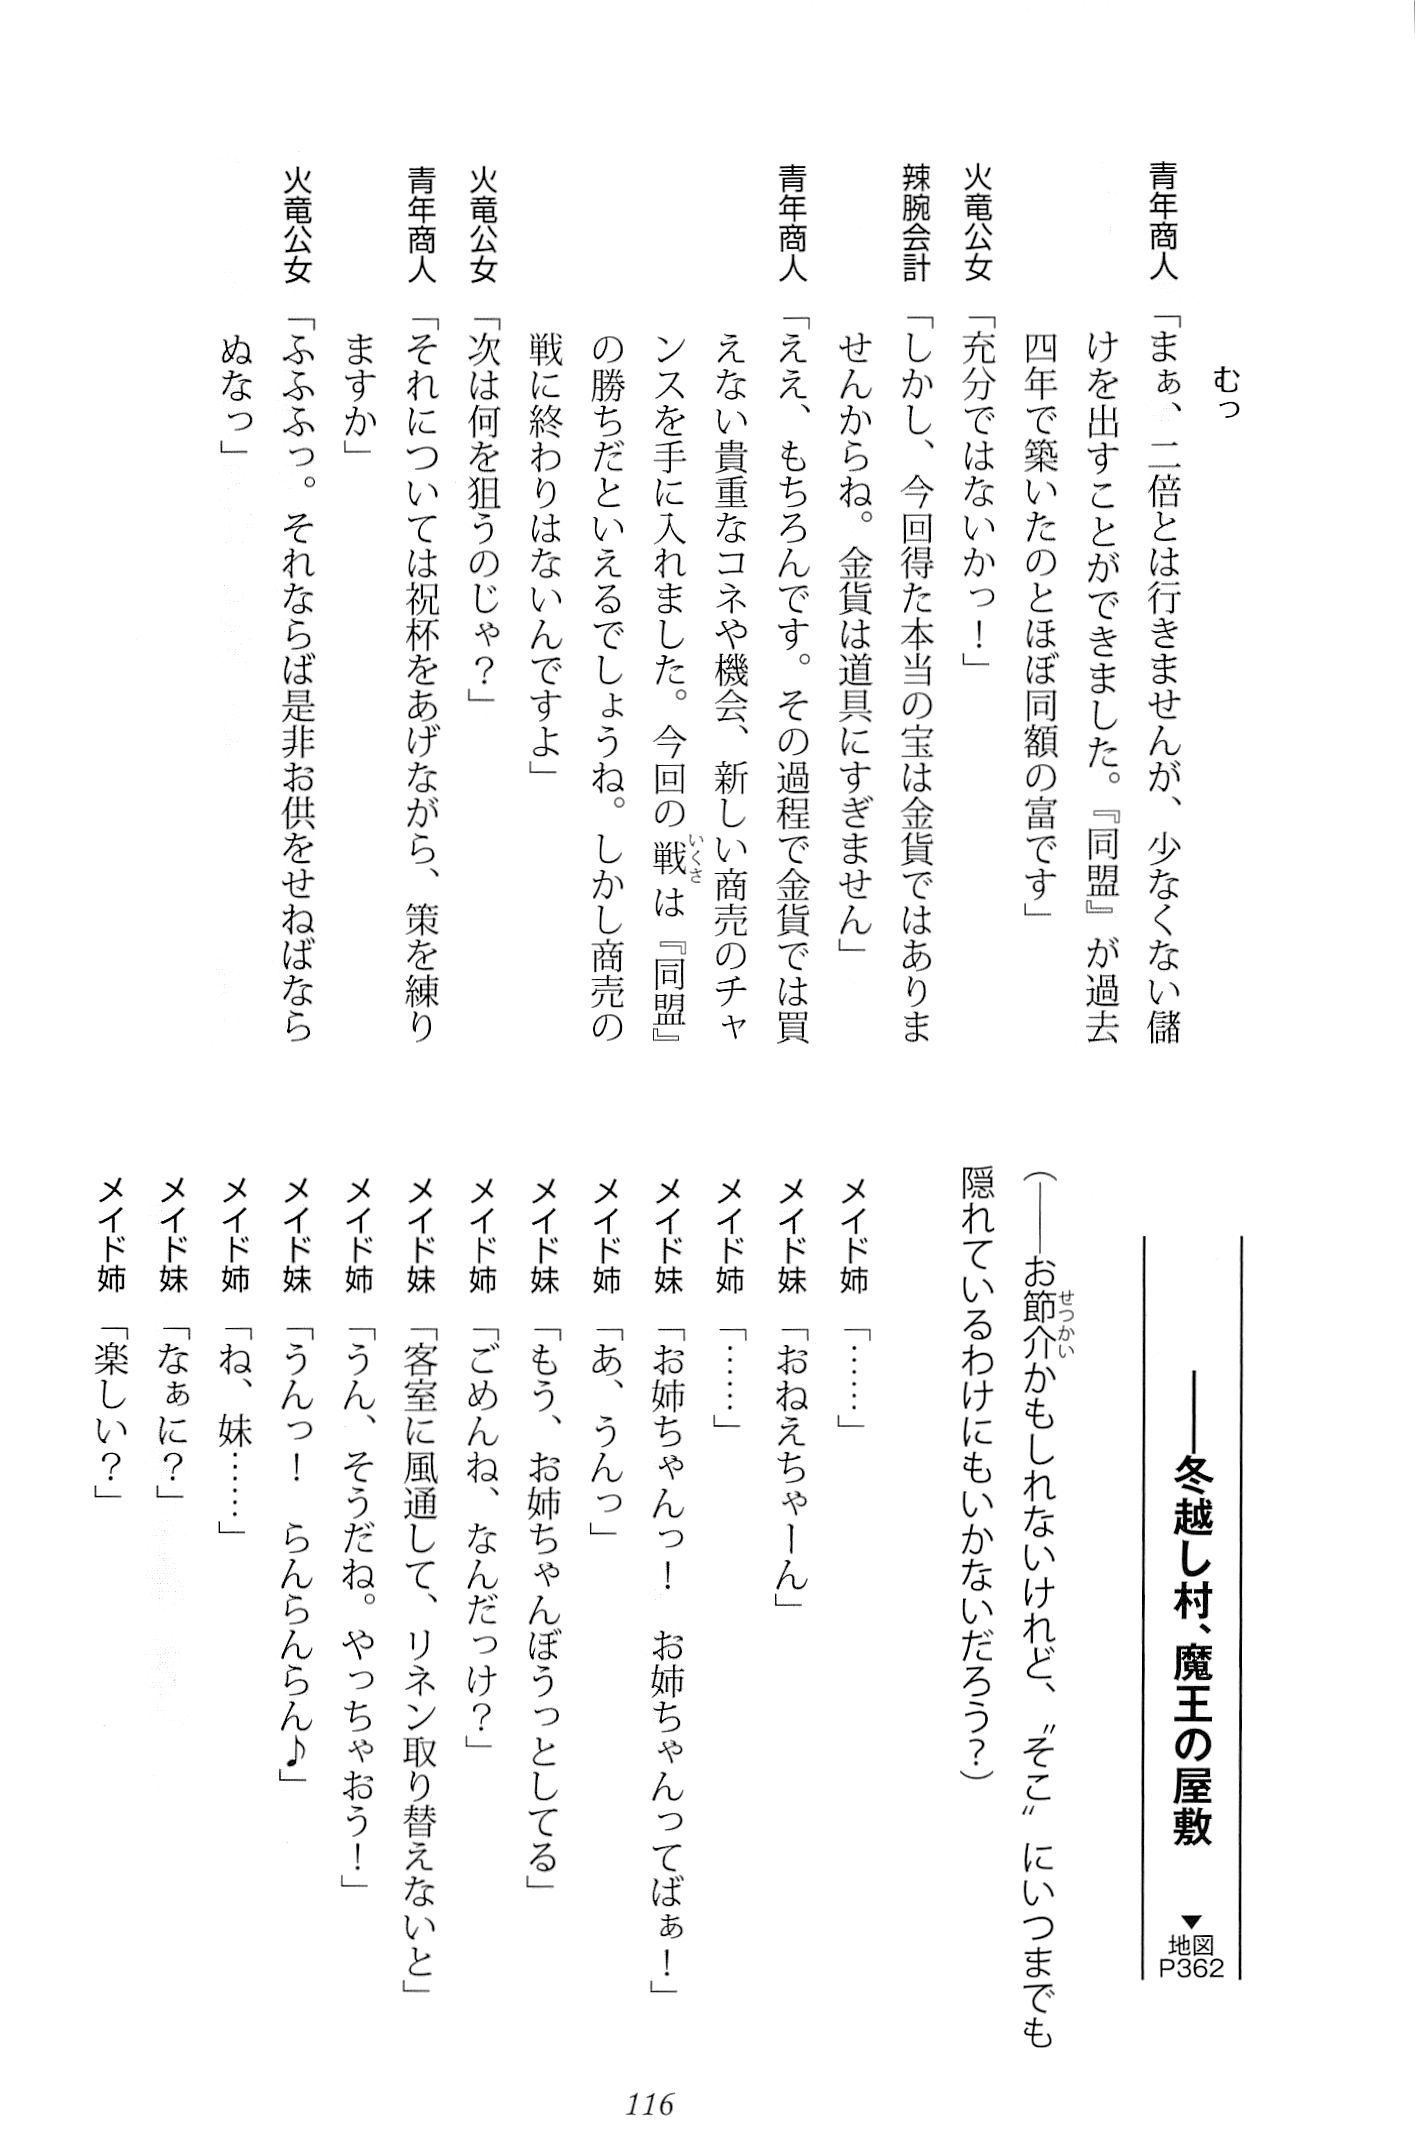 むっ
青年商人「まぁ、二倍とは行きませんが、少なくない儲
けを出すことができました。『同盟』が過去
四年で築いたのとほぼ同額の富です」
火竜公女「充分ではないかっ！」
辣腕会計「しかし、今回得た本当の宝は金貨ではありま
せんからね。金貨は道具にすぎません」
青年商人「ええ、もちろんです。その過程で金貨では買
えない貴重なコネや機会、新しい商売のチャ
ンスを手に入れました。今回の戦いくさは『同盟』
の勝ちだといえるでしょうね。しかし商売の
戦に終わりはないんですよ」
火竜公女「次は何を狙うのじゃ？」
青年商人「それについては祝杯をあげながら、策を練り
ますか」
火竜公女「ふふふっ。それならば是非お供をせねばなら
ぬなっ」
――冬越し村、魔王の屋敷 ▼地図P362
（――お節介せっかいかもしれないけれど、〝そこ〟にいつまでも
隠れているわけにもいかないだろう？）
メイド姉「……」
メイド妹「おねえちゃーん」
メイド姉「……」
メイド妹「お姉ちゃんっ！　お姉ちゃんってばぁ！」
メイド姉「あ、うんっ」
メイド妹「もう、お姉ちゃんぼうっとしてる」
メイド姉「ごめんね、なんだっけ？」
メイド妹「客室に風通して、リネン取り替えないと」
メイド姉「うん、そうだね。やっちゃおう！」
メイド妹「うんっ！　らんらんらん♪」
メイド姉「ね、妹……」
メイド妹「なぁに？」
メイド姉「楽しい？」
116